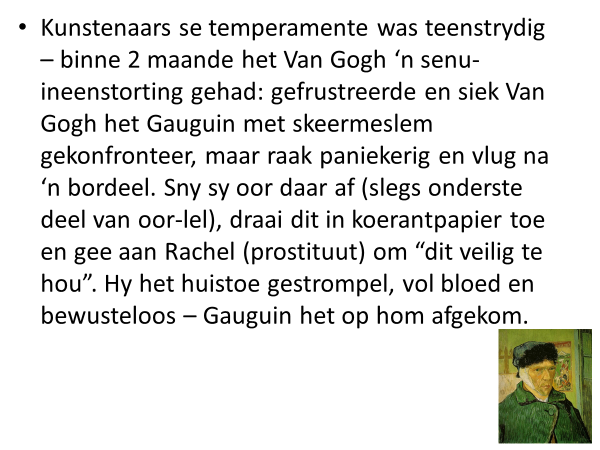 • Kunstenaars se temperamente was teenstrydig
– binne 2 maande het Van Gogh ‘n senu-
ineenstorting gehad: gefrustreerde en siek Van
Gogh het Gauguin met skeermeslem
gekonfronteer, maar raak paniekerig en vlug na
‘n bordeel. Sny sy oor daar af (slegs onderste
deel van oor-lel), draai dit in koerantpapier toe
en gee aan Rachel (prostituut) om “dit veilig te
hou”. Hy het huistoe gestrompel, vol bloed en
bewusteloos – Gauguin het op hom afgekom.